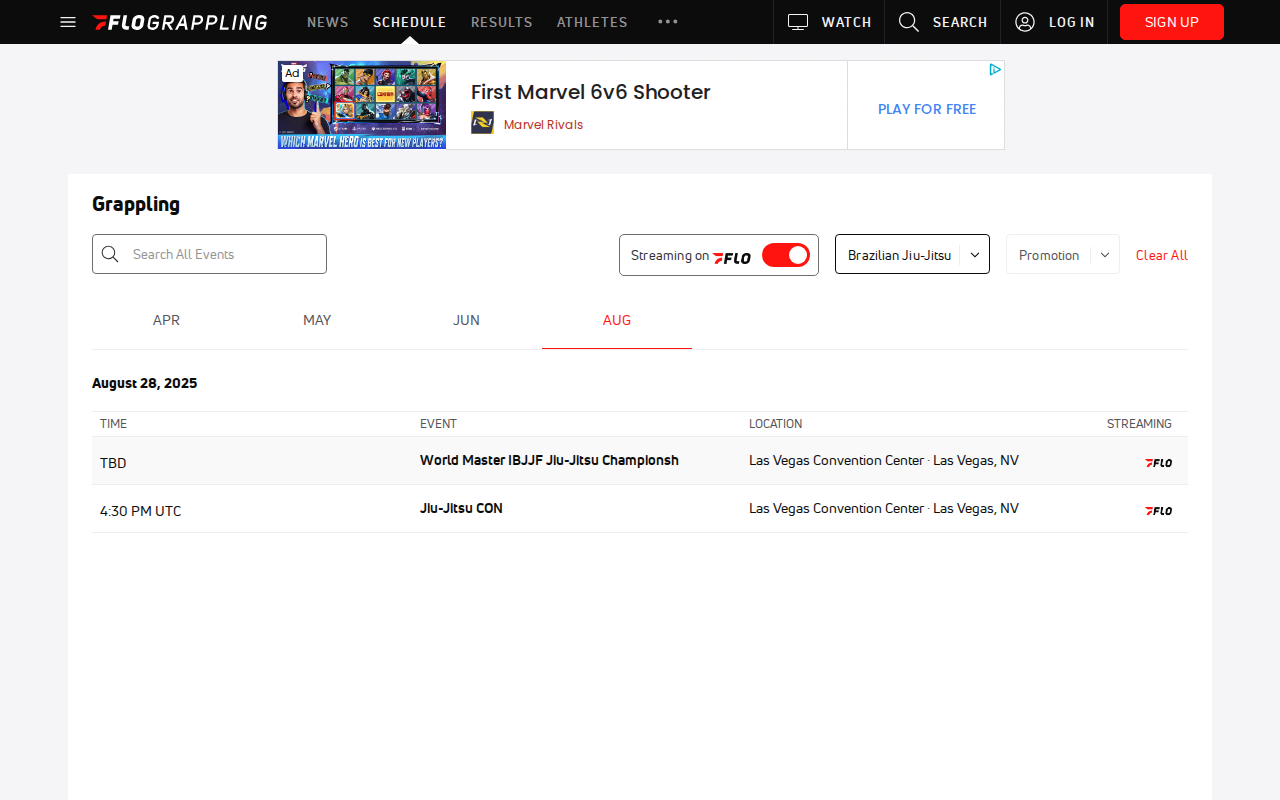 FLOGRAPPLING NEWS SCHEDULE RESULTS ATHLETES ••• WATCH SEARCH LOG IN SIGN UP
Ad
WHICH MARVEL HERO IS BEST FOR NEW PLAYERS?
First Marvel 6v6 Shooter
Marvel Rivals
PLAY FOR FREE
Grappling
Search All Events
Streaming on FLO
Brazilian Jiu-Jitsu
Promotion
Clear All
APR MAY JUN AUG
August 28, 2025
TIME EVENT LOCATION STREAMING
TBD World Master IBJJF Jiu-Jitsu Championsh Las Vegas Convention Center · Las Vegas, NV FLO
4:30 PM UTC Jiu-Jitsu CON Las Vegas Convention Center · Las Vegas, NV FLO